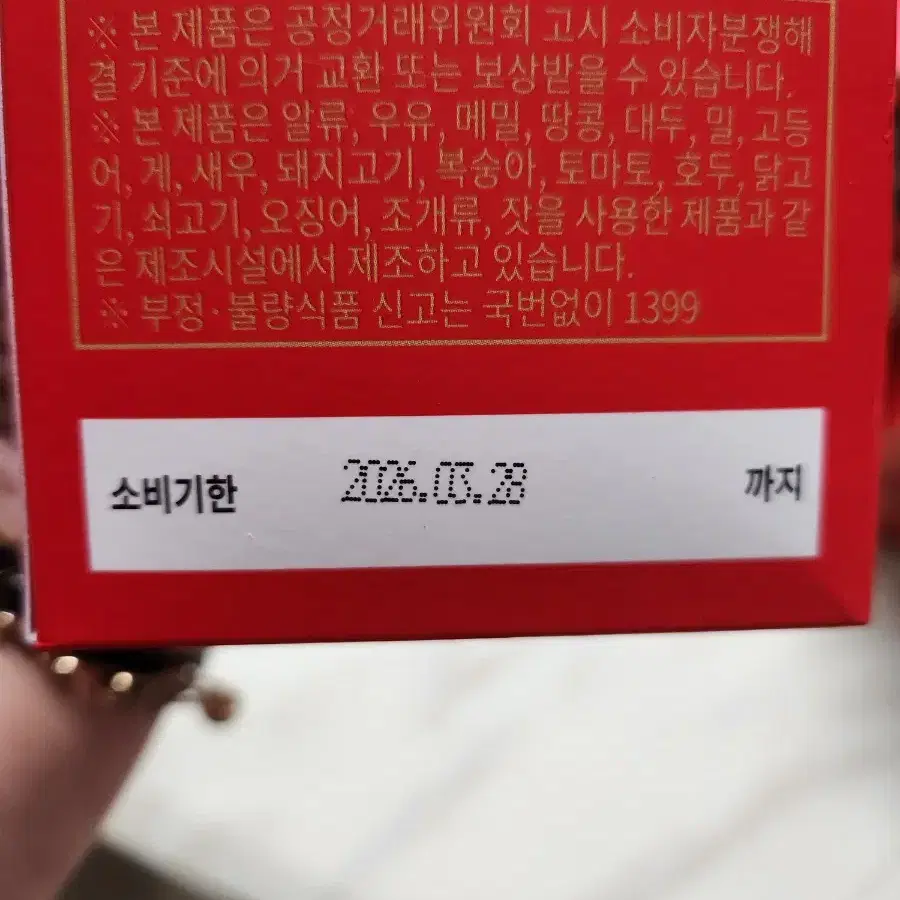 ※ 본 제품은 공정거래위원회 고시 소비자분쟁해
결 기준에 의거 교환 또는 보상받을 수 있습니다.
※ 본 제품은 알류, 우유, 메밀, 땅콩, 대두, 밀, 고등
어, 게, 새우, 돼지고기, 복숭아, 토마토, 호두, 닭고
기, 쇠고기, 오징어, 조개류, 잣을 사용한 제품과 같
은 제조시설에서 제조하고 있습니다.
※ 부정·불량식품 신고는 국번없이 1399
소비기한 2026.03.28 까지